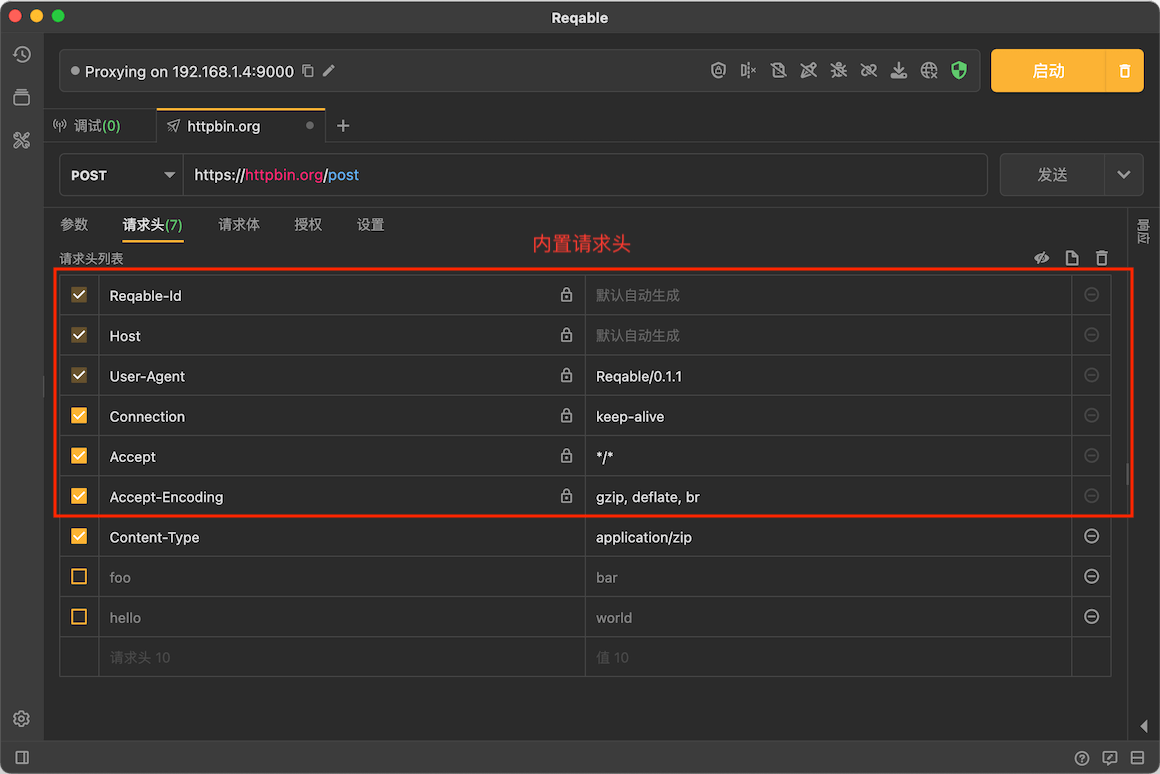 Reqable
Proxying on 192.168.1.4:9000
启动
调试(0)
httpbin.org
POST
https://httpbin.org/post
发送
参数
请求头(7)
请求体
授权
设置
响应
内置请求头
请求头列表
Reqable-Id
默认自动生成
Host
默认自动生成
User-Agent
Reqable/0.1.1
Connection
keep-alive
Accept
*/*
Accept-Encoding
gzip, deflate, br
Content-Type
application/zip
foo
bar
hello
world
请求头 10
值 10